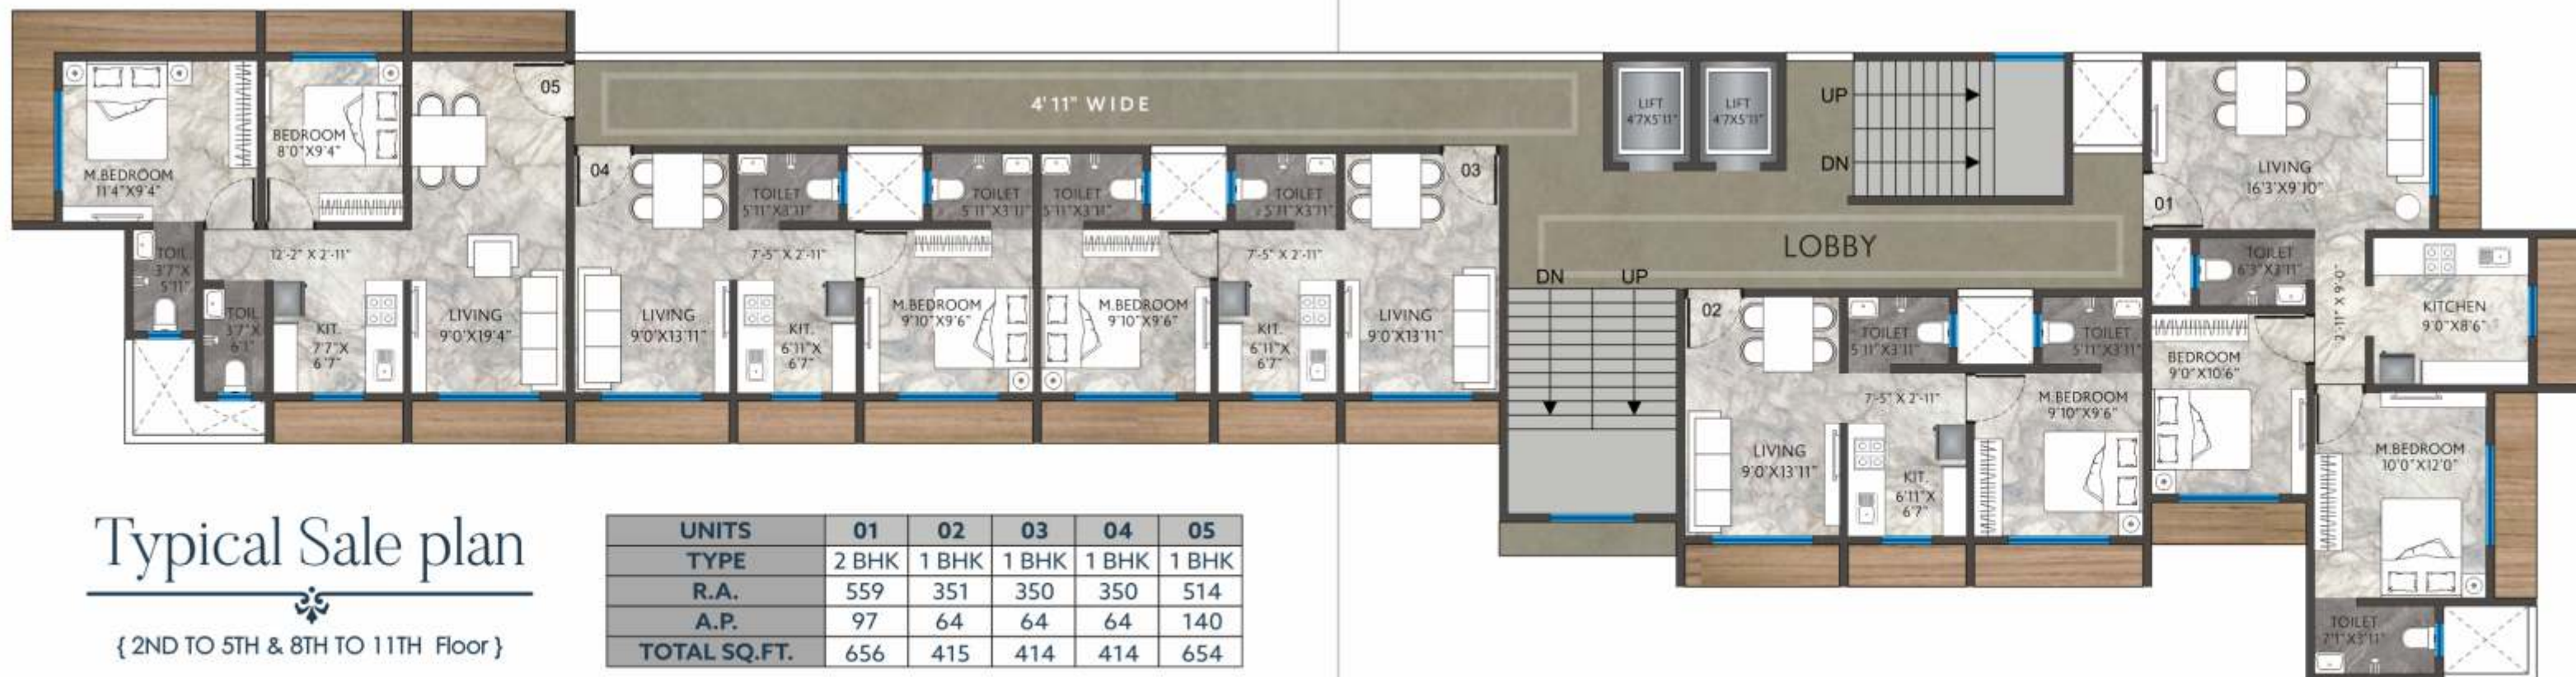 05
4'11" WIDE
LIFT
4'7X5'11"
LIFT
4'7X5'11"
UP
DN
BEDROOM
8'0"X9'4"
M.BEDROOM
11'4"X9'4"
04
TOILET
5'11"X3'11"
TOILET
5'11"X3'11"
TOILET
5'11"X3'11"
TOILET
5'11"X3'11"
03
LIVING
16'3"X9'10"
01
LOBBY
TOIL.
3'7"X
5'11"
12'-2" X 2'-11"
7'-5" X 2'-11"
7'-5" X 2'-11"
DN
UP
TOILET
6'3"X3'11"
2'-11" X 9'-0"
KITCHEN
9'0"X8'6"
TOIL.
3'7"X
6'1"
KIT.
7'7"X
6'7"
LIVING
9'0"X19'4"
LIVING
9'0"X13'11"
KIT.
6'11"X
6'7"
M.BEDROOM
9'10"X9'6"
M.BEDROOM
9'10"X9'6"
KIT.
6'11"X
6'7"
LIVING
9'0"X13'11"
02
TOILET
5'11"X3'11"
TOILET
5'11"X3'11"
BEDROOM
9'0"X10'6"
7'-5" X 2'-11"
M.BEDROOM
9'10"X9'6"
LIVING
9'0"X13'11"
KIT.
6'11"X
6'7"
M.BEDROOM
10'0"X12'0"
TOILET
7'1"X3'11"
Typical Sale plan
{ 2ND TO 5TH & 8TH TO 11TH Floor }
UNITS 01 02 03 04 05
TYPE 2 BHK 1 BHK 1 BHK 1 BHK 1 BHK
R.A. 559 351 350 350 514
A.P. 97 64 64 64 140
TOTAL SQ.FT. 656 415 414 414 654